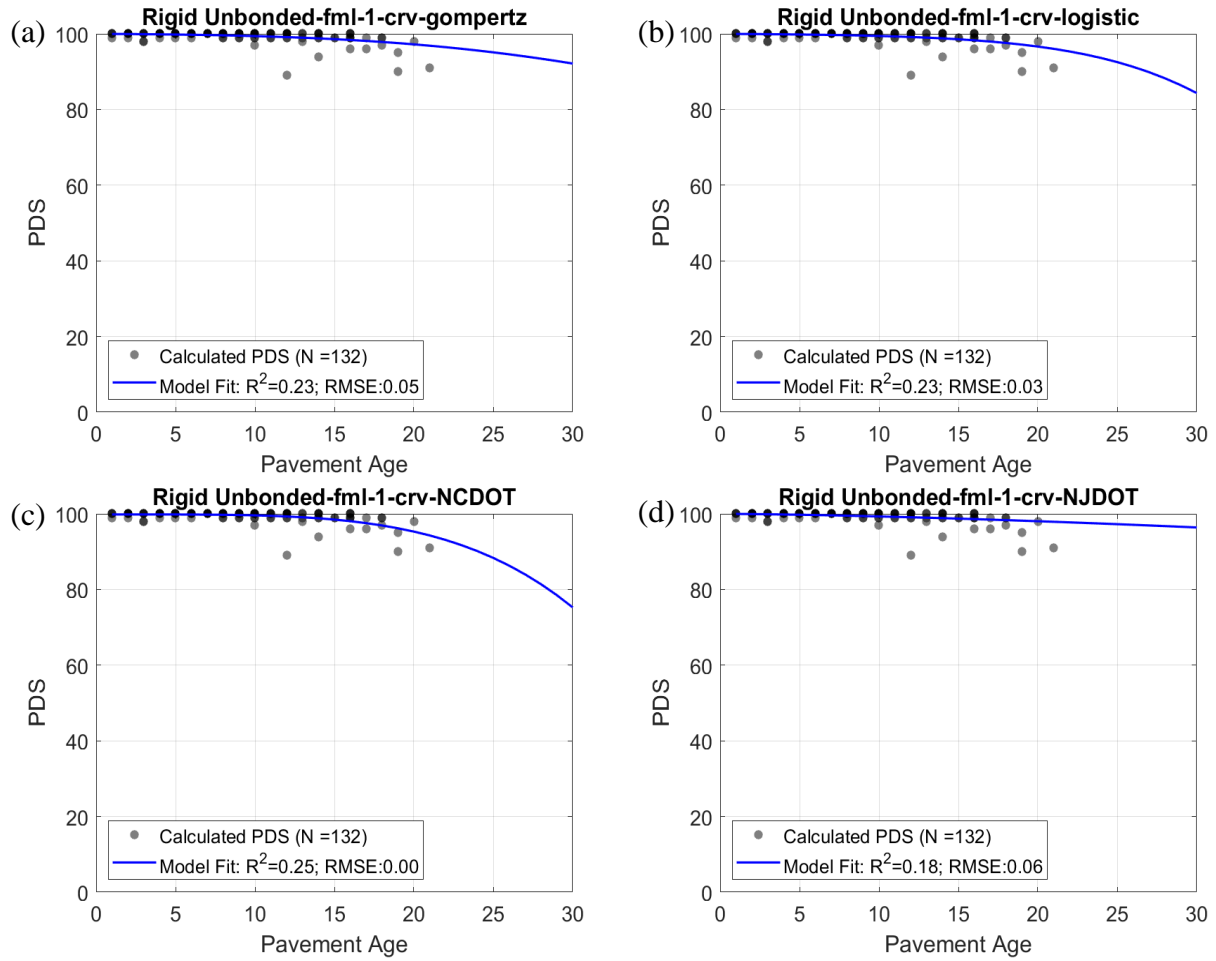 (a)
Rigid Unbonded-fml-1-crv-gompertz
100
80
60
40
20
0
PDS
Calculated PDS (N =132)
Model Fit: R²=0.23; RMSE:0.05
0 5 10 15 20 25 30
Pavement Age
(b)
Rigid Unbonded-fml-1-crv-logistic
100
80
60
40
20
0
PDS
Calculated PDS (N =132)
Model Fit: R²=0.23; RMSE:0.03
0 5 10 15 20 25 30
Pavement Age
(c)
Rigid Unbonded-fml-1-crv-NCDOT
100
80
60
40
20
0
PDS
Calculated PDS (N =132)
Model Fit: R²=0.25; RMSE:0.00
0 5 10 15 20 25 30
Pavement Age
(d)
Rigid Unbonded-fml-1-crv-NJDOT
100
80
60
40
20
0
PDS
Calculated PDS (N =132)
Model Fit: R²=0.18; RMSE:0.06
0 5 10 15 20 25 30
Pavement Age